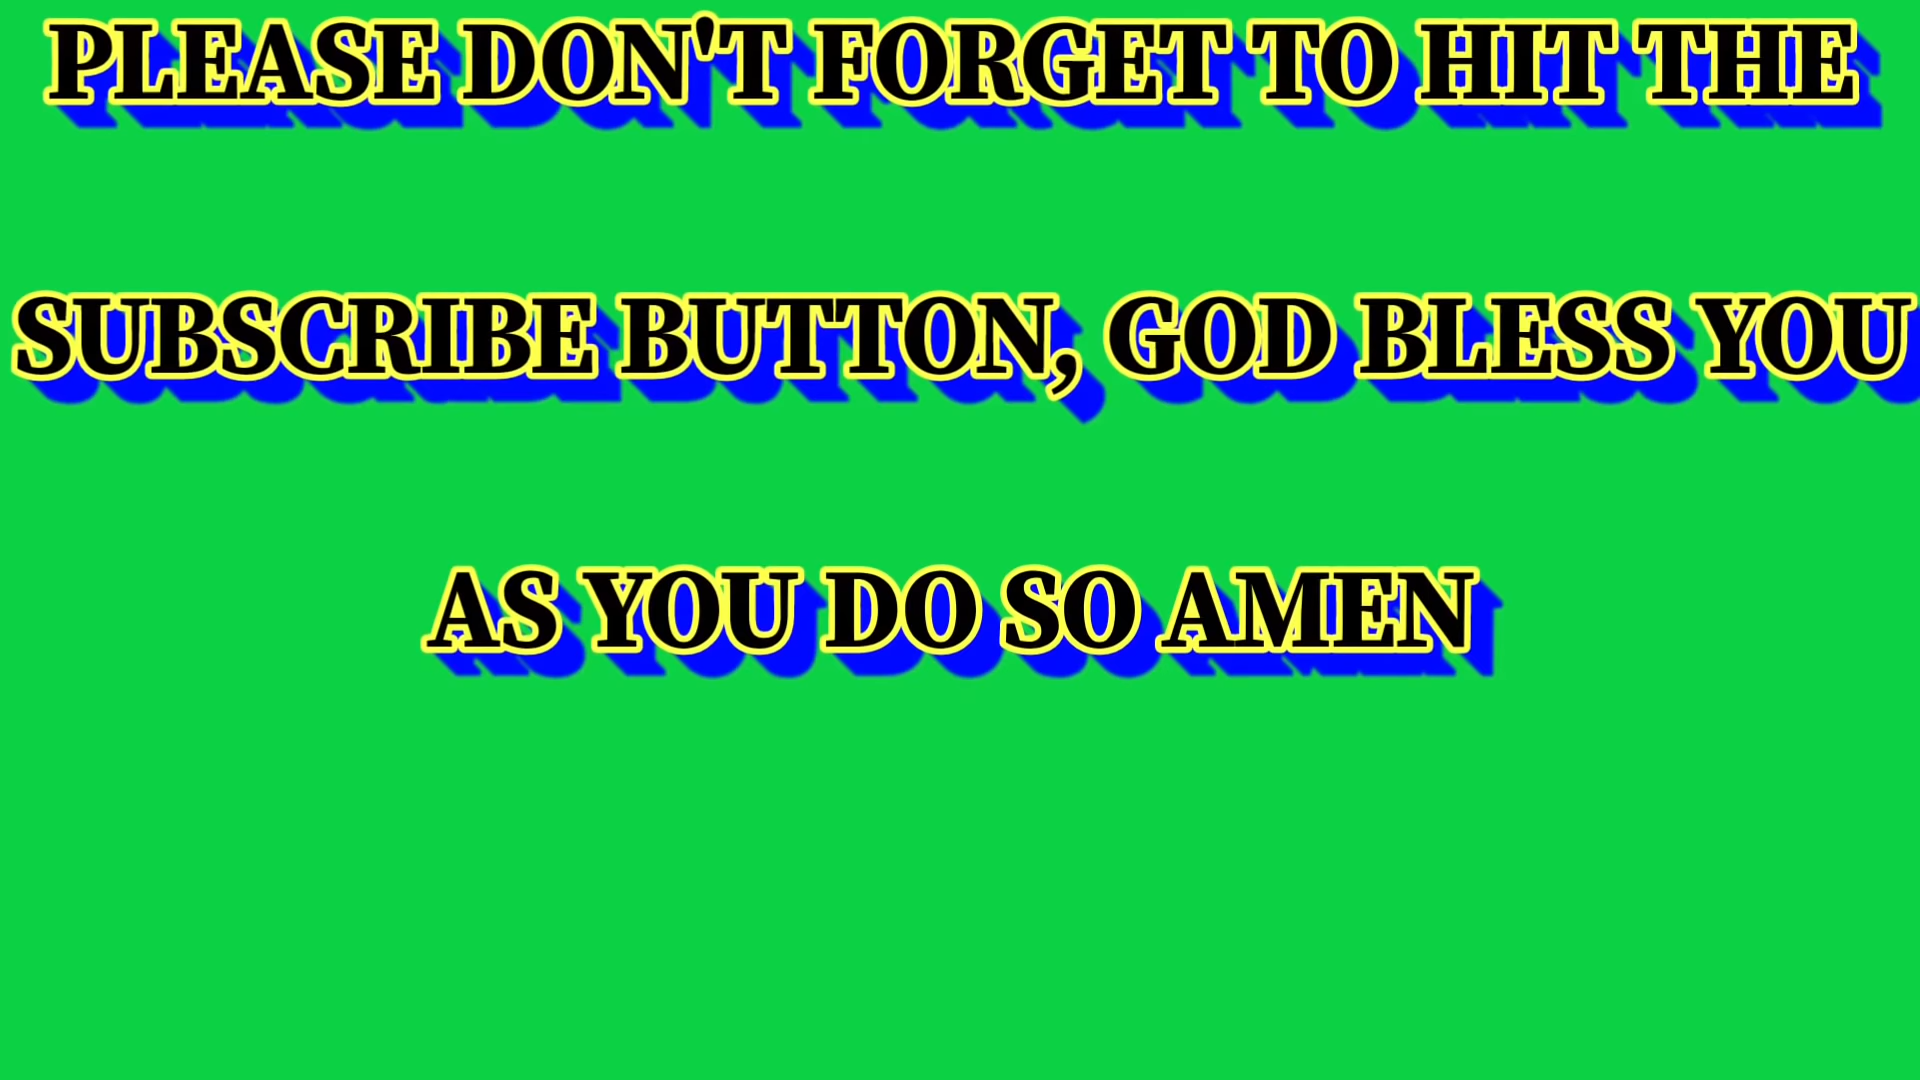 PLEASE DON'T FORGET TO HIT THE
SUBSCRIBE BUTTON, GOD BLESS YOU
AS YOU DO SO AMEN